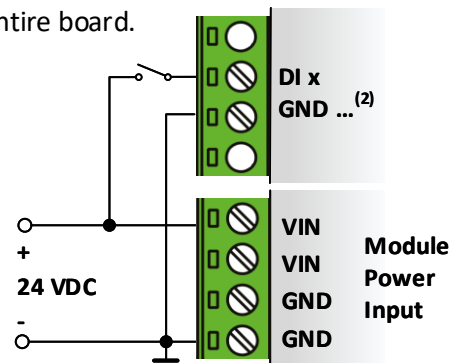 ntire board.
DI x
GND ...(2)
VIN
VIN
GND
GND
Module
Power
Input
+
24 VDC
-